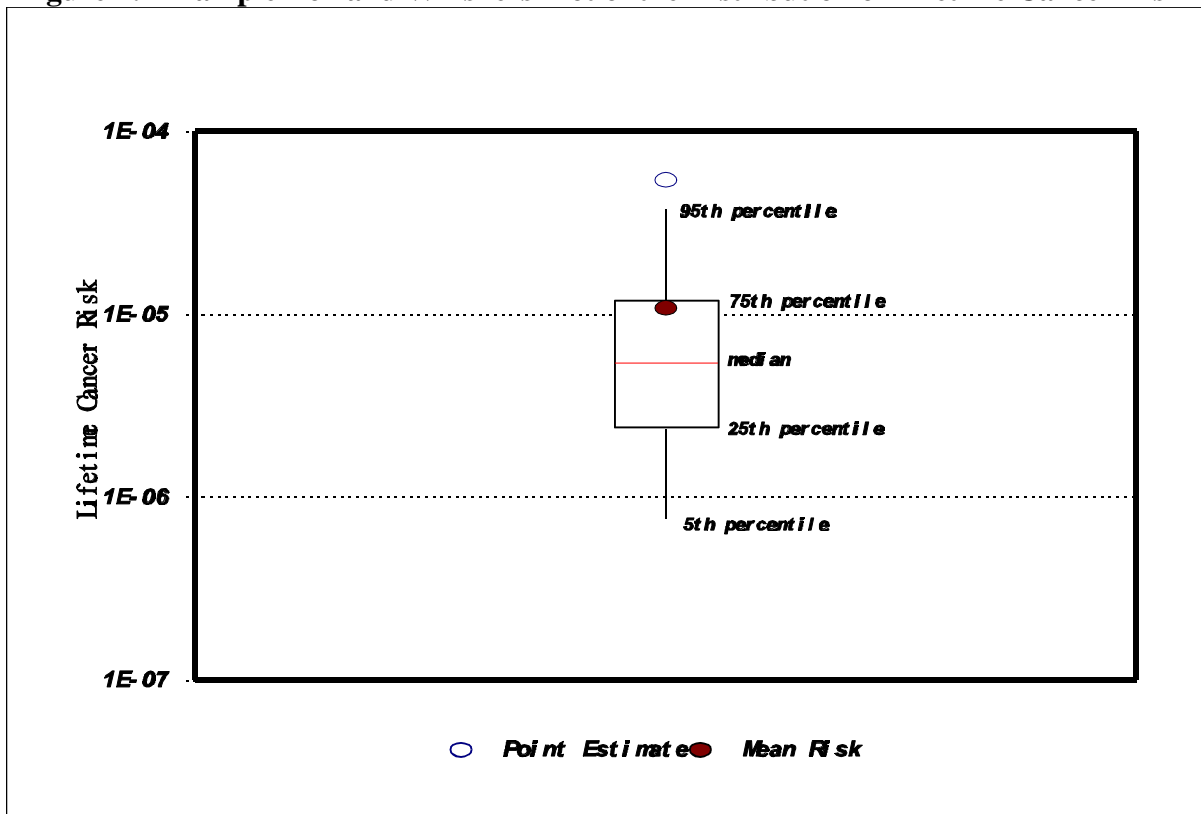 1E-04
95th percentile
75th percentile
1E-05
median
25th percentile
1E-06
5th percentile
1E-07
Lifetime Cancer Risk
Point Estimate Mean Risk